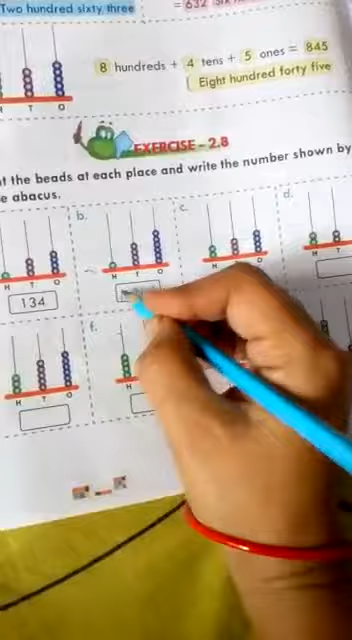 Two hundred sixty three
= 632
T O
8 hundreds + 4 tens + 5 ones = 845
Eight hundred forty five
EXERCISE - 2.8
the beads at each place and write the number shown by
abacus.
b. c. d.
H T O H T O H T O H T
134
f.
H T O H